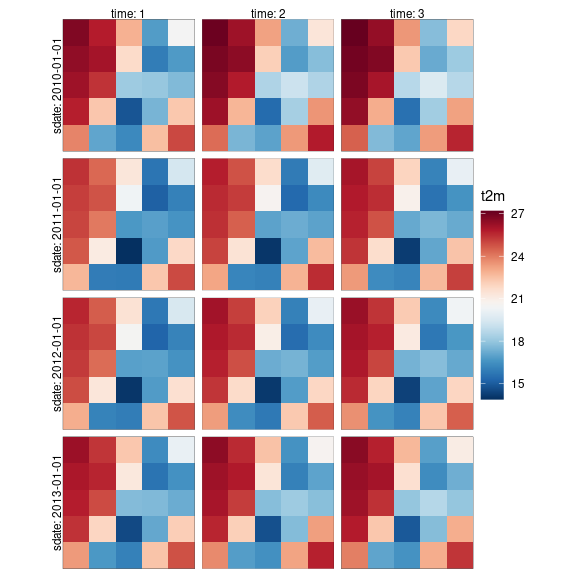 time: 1
time: 2
time: 3
sdate: 2010-01-01
sdate: 2011-01-01
sdate: 2012-01-01
sdate: 2013-01-01
t2m
27
24
21
18
15